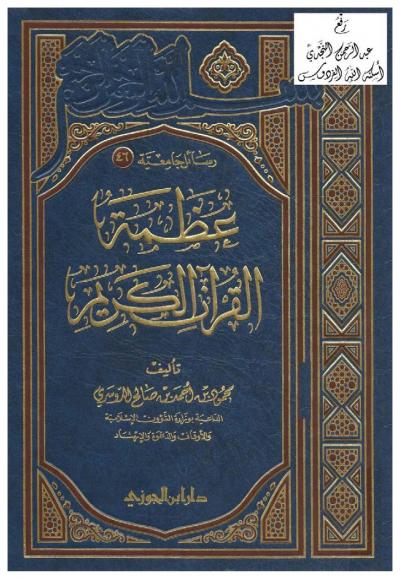 رفع
عبد الرحمن النجدي
أسكنه الله الفردوس
بسم الله الرحمن الرحيم
رسائل جامعية ٤٦
عظمة
القرآن الكريم
تأليف
محمود بن أحمد بن صالح الدوسري
الداعية بوزارة الشؤون الإسلامية
والأوقاف والدعوة والإرشاد
دار ابن الجوزي